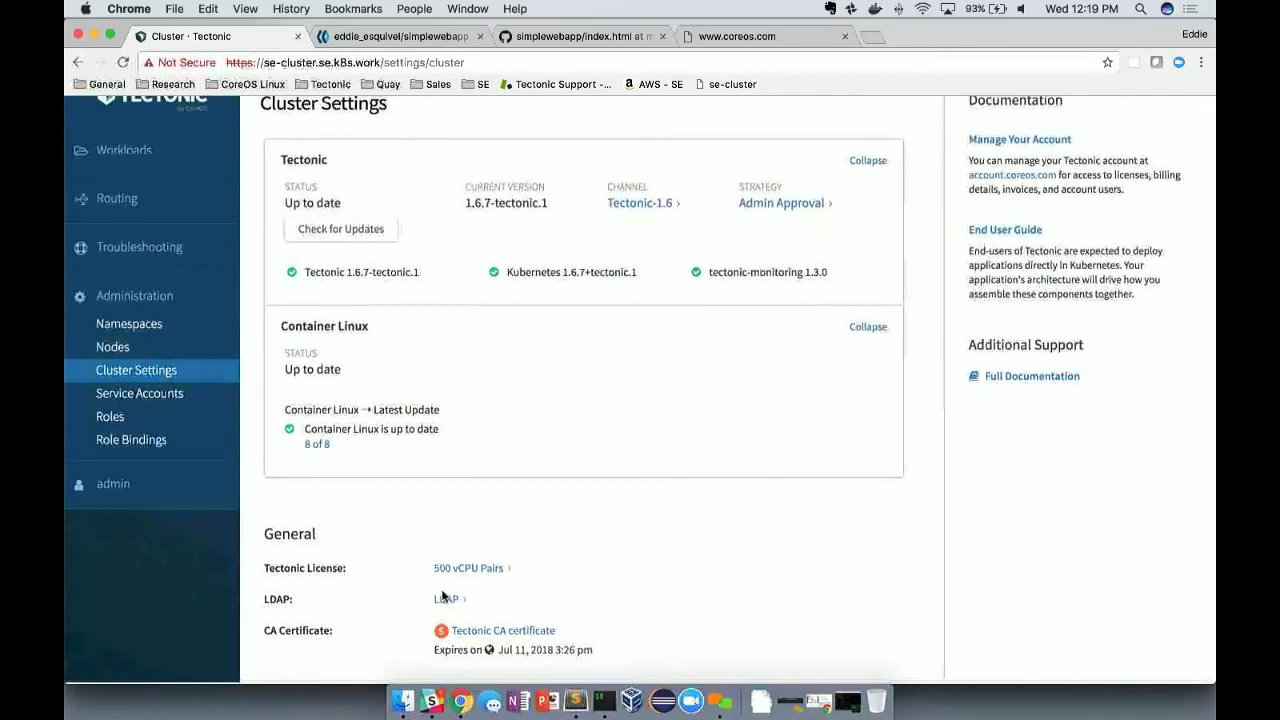 Chrome File Edit View History Bookmarks People Window Help 93% Wed 12:19 PM
Cluster · Tectonic eddie_esquivel/simplewebapp simplewebapp/index.html at m www.coreos.com Eddie
Not Secure https://se-cluster.se.k8s.work/settings/cluster
General Research CoreOS Linux Tectonic Quay Sales SE Tectonic Support -... AWS - SE se-cluster
TECTONIC
Workloads
Routing
Troubleshooting
Administration
Namespaces
Nodes
Cluster Settings
Service Accounts
Roles
Role Bindings
admin
Cluster Settings
Tectonic Collapse
STATUS CURRENT VERSION CHANNEL STRATEGY
Up to date 1.6.7-tectonic.1 Tectonic-1.6 › Admin Approval ›
Check for Updates
Tectonic 1.6.7-tectonic.1 Kubernetes 1.6.7+tectonic.1 tectonic-monitoring 1.3.0
Container Linux Collapse
STATUS
Up to date
Container Linux ➝ Latest Update
Container Linux is up to date
8 of 8
General
Tectonic License: 500 vCPU Pairs ›
LDAP: LDAP ›
CA Certificate: S Tectonic CA certificate
Expires on Jul 11, 2018 3:26 pm
Documentation
Manage Your Account
You can manage your Tectonic account at
account.coreos.com for access to licenses, billing
details, invoices, and account users.
End User Guide
End-users of Tectonic are expected to deploy
applications directly in Kubernetes. Your
application's architecture will drive how you
assemble these components together.
Additional Support
Full Documentation